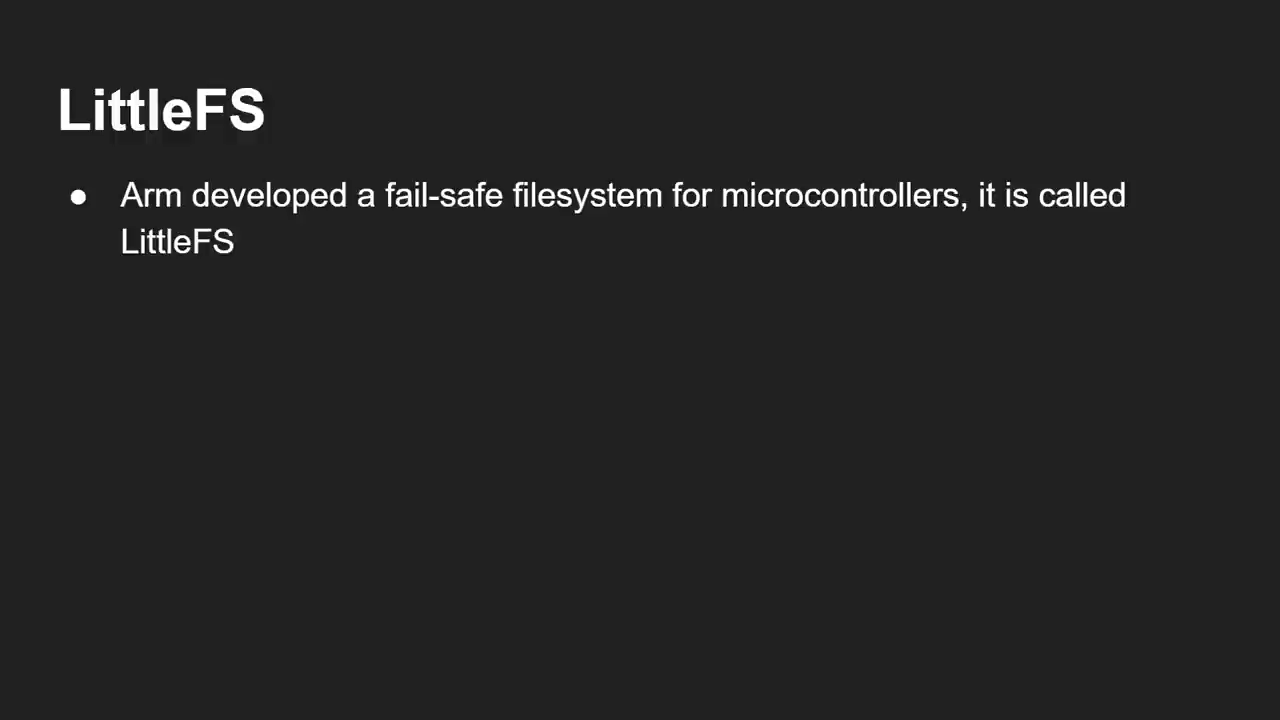 LittleFS
● Arm developed a fail-safe filesystem for microcontrollers, it is called
LittleFS